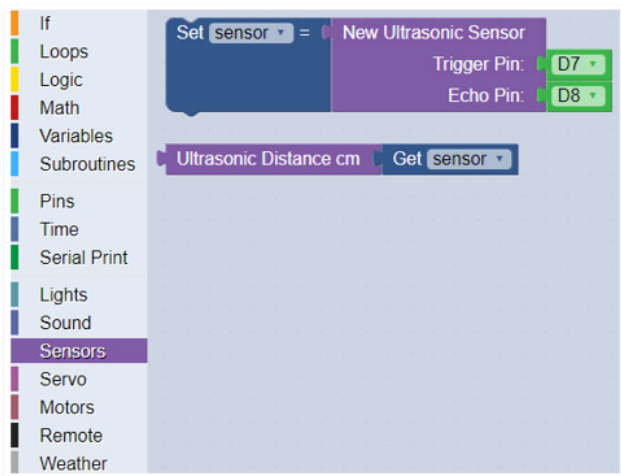 If
Loops
Logic
Math
Variables
Subroutines
Pins
Time
Serial Print
Lights
Sound
Sensors
Servo
Motors
Remote
Weather
Set sensor = New Ultrasonic Sensor
Trigger Pin: D7
Echo Pin: D8
Ultrasonic Distance cm Get sensor